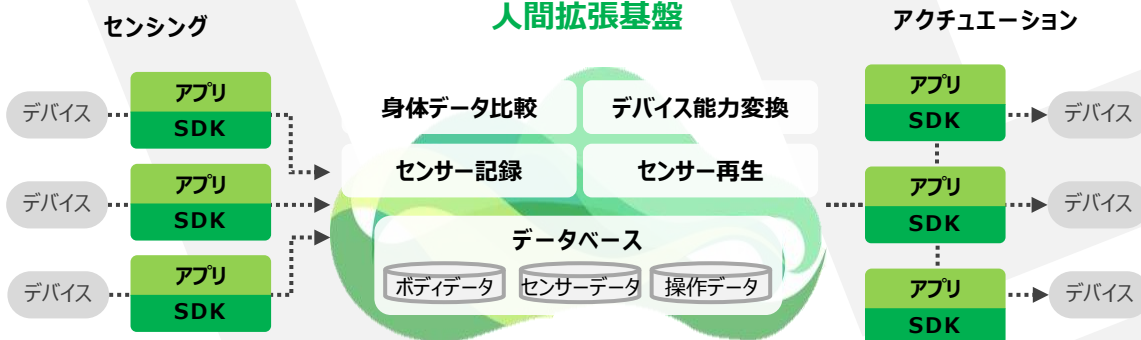 センシング
人間拡張基盤
アクチュエーション
デバイス
アプリ
SDK
デバイス
アプリ
SDK
デバイス
アプリ
SDK
身体データ比較
デバイス能力変換
センサー記録
センサー再生
データベース
ボディデータ
センサーデータ
操作データ
アプリ
SDK
デバイス
アプリ
SDK
デバイス
アプリ
SDK
デバイス